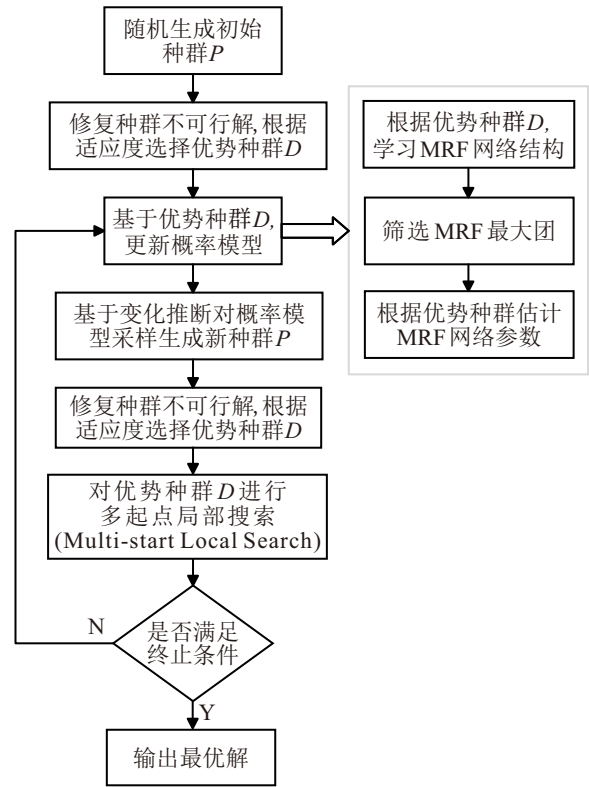 随机生成初始
种群P
修复种群不可行解,根据
适应度选择优势种群D
基于优势种群D,
更新概率模型
基于变化推断对概率模
型采样生成新种群P
修复种群不可行解,根据
适应度选择优势种群D
对优势种群D进行
多起点局部搜索
(Multi-start Local Search)
是否满足
终止条件
N
Y
输出最优解
根据优势种群D,
学习MRF网络结构
筛选MRF最大团
根据优势种群估计
MRF网络参数